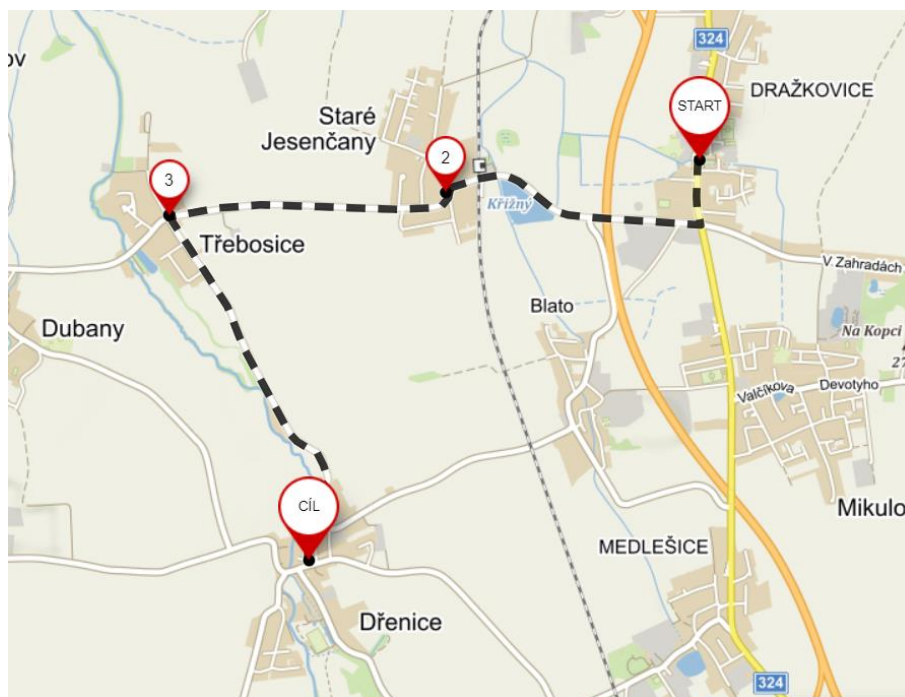 ov
324
DRAŽKOVICE
START
Staré
Jesenčany
2
3
Křižný
Třebosice
V Zahradách
Blato
Na Kopci
27
Dubany
Valčíkova
Devotyho
CÍL
Mikulo
MEDLEŠICE
Dřenice
324